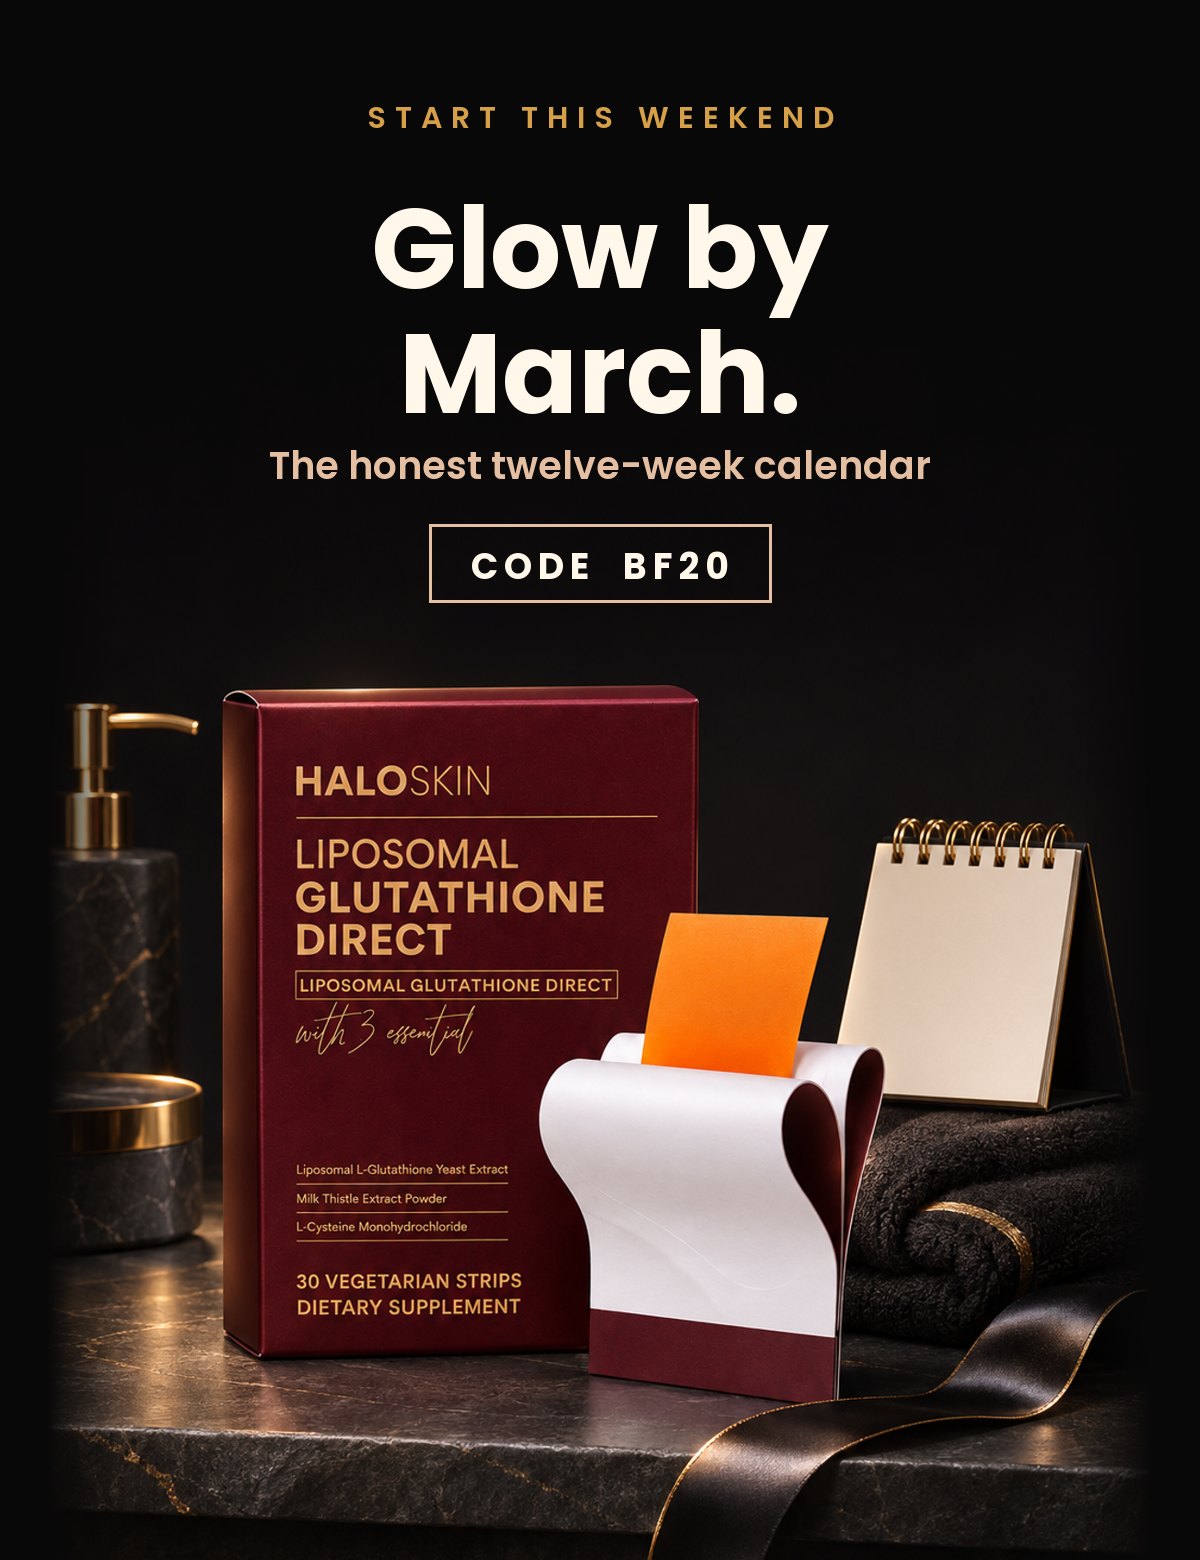 START THIS WEEKEND
Glow by
March.
The honest twelve-week calendar
CODE BF20
HALOSKIN
LIPOSOMAL
GLUTATHIONE
DIRECT
LIPOSOMAL GLUTATHIONE DIRECT
with 3 essential
Liposomal L-Glutathione Yeast Extract
Milk Thistle Extract Powder
L-Cysteine Monohydrochloride
30 VEGETARIAN STRIPS
DIETARY SUPPLEMENT